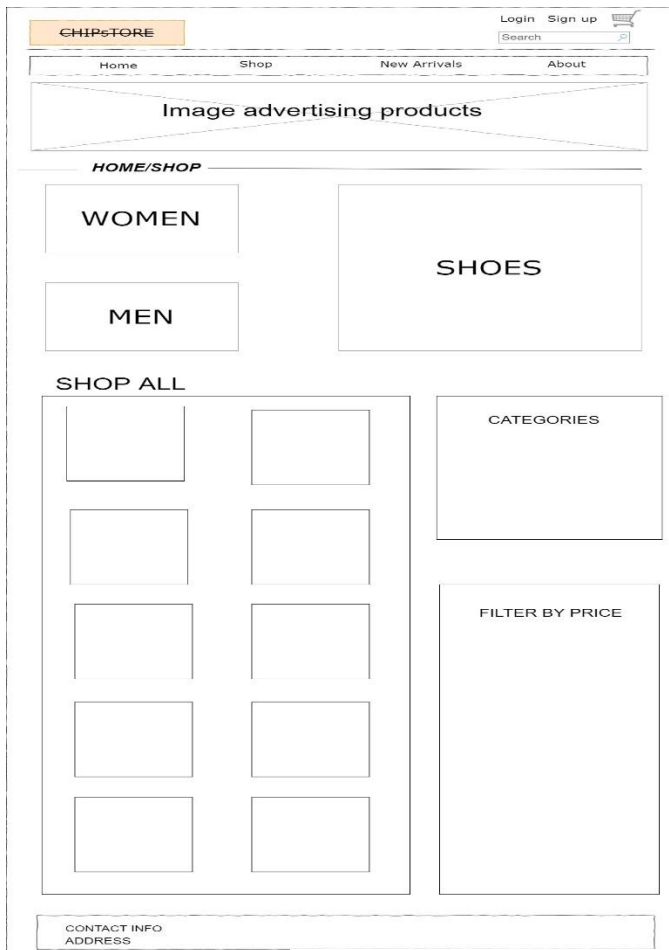 CHIPsTORE
Login Sign up
Search
Home Shop New Arrivals About
Image advertising products
HOME/SHOP
WOMEN
SHOES
MEN
SHOP ALL
CATEGORIES
FILTER BY PRICE
CONTACT INFO
ADDRESS